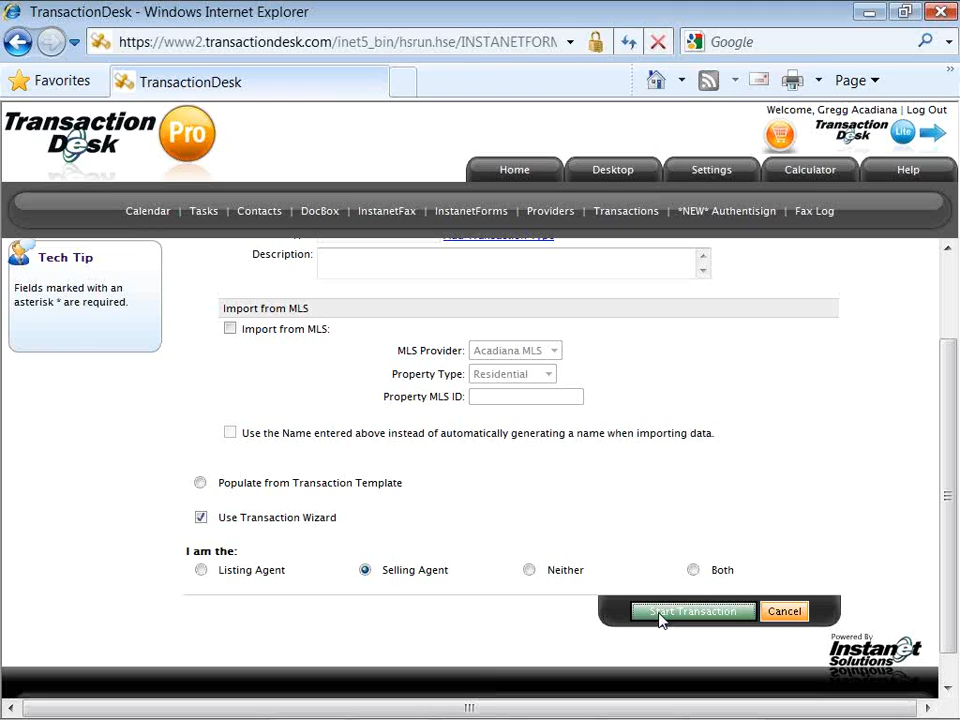 TransactionDesk - Windows Internet Explorer
https://www2.transactiondesk.com/inet5_bin/hsrun.hse/INSTANETFORM
Google
Favorites
TransactionDesk
Page
Welcome, Gregg Acadiana | Log Out
Transaction Desk Pro
Transaction Desk Lite
Home
Desktop
Settings
Calculator
Help
Calendar | Tasks | Contacts | DocBox | InstanetFax | InstanetForms | Providers | Transactions | *NEW* Authentisign | Fax Log
Tech Tip
Fields marked with an asterisk * are required.
Description:
Import from MLS
Import from MLS:
MLS Provider: Acadiana MLS
Property Type: Residential
Property MLS ID:
Use the Name entered above instead of automatically generating a name when importing data.
Populate from Transaction Template
Use Transaction Wizard
I am the:
Listing Agent
Selling Agent
Neither
Both
Start Transaction
Cancel
Powered By
Instanet
Solutions